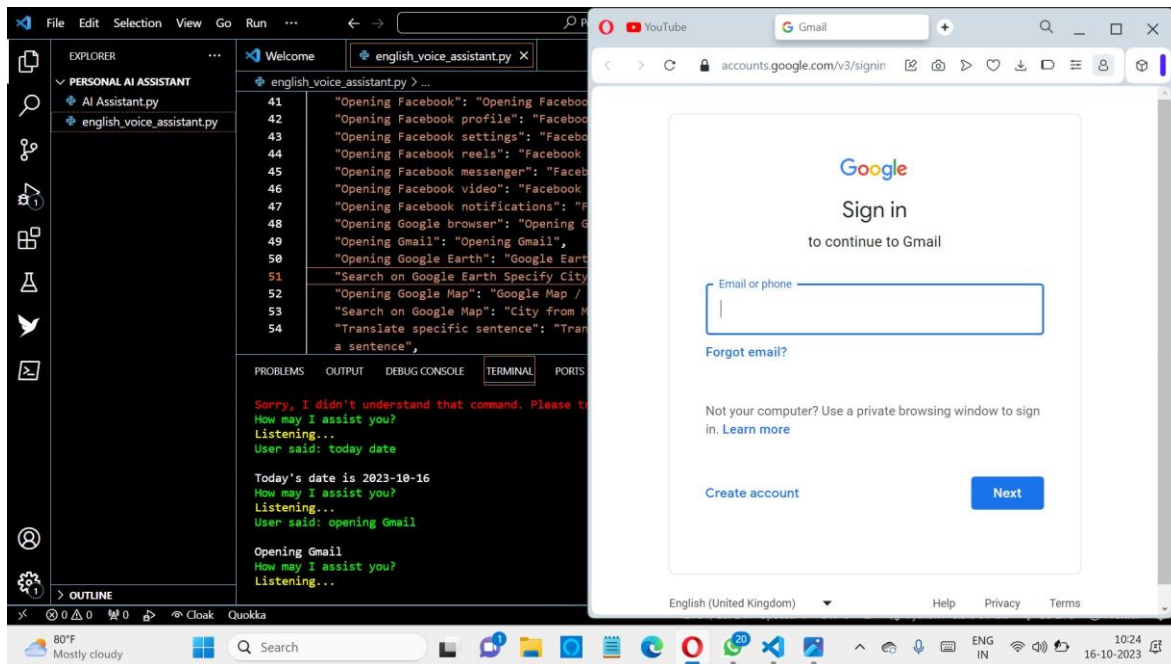 File Edit Selection View Go Run ...
EXPLORER
PERSONAL AI ASSISTANT
AI Assistant.py
english_voice_assistant.py
OUTLINE
Welcome
english_voice_assistant.py
english_voice_assistant.py > ...
41 "Opening Facebook": "Opening Faceboo
42 "Opening Facebook profile": "Faceboo
43 "Opening Facebook settings": "Facebo
44 "Opening Facebook reels": "Facebook
45 "Opening Facebook messenger": "Faceb
46 "Opening Facebook video": "Facebook
47 "Opening Facebook notifications": "F
48 "Opening Google browser": "Opening G
49 "Opening Gmail": "Opening Gmail",
50 "Opening Google Earth": "Google Eart
51 "Search on Google Earth Specify City
52 "Opening Google Map": "Google Map /
53 "Search on Google Map": "City from M
54 "Translate specific sentence": "Tran
a sentence",
PROBLEMS OUTPUT DEBUG CONSOLE TERMINAL PORTS
Sorry, I didn't understand that command. Please t
How may I assist you?
Listening...
User said: today date
Today's date is 2023-10-16
How may I assist you?
Listening...
User said: opening Gmail
Opening Gmail
How may I assist you?
Listening...
0 0 0 Cloak Quokka
YouTube
Gmail
accounts.google.com/v3/signin
Google
Sign in
to continue to Gmail
Email or phone
Forgot email?
Not your computer? Use a private browsing window to sign
in. Learn more
Create account
Next
English (United Kingdom) Help Privacy Terms
80°F
Mostly cloudy
Search
20
ENG
IN
10:24
16-10-2023